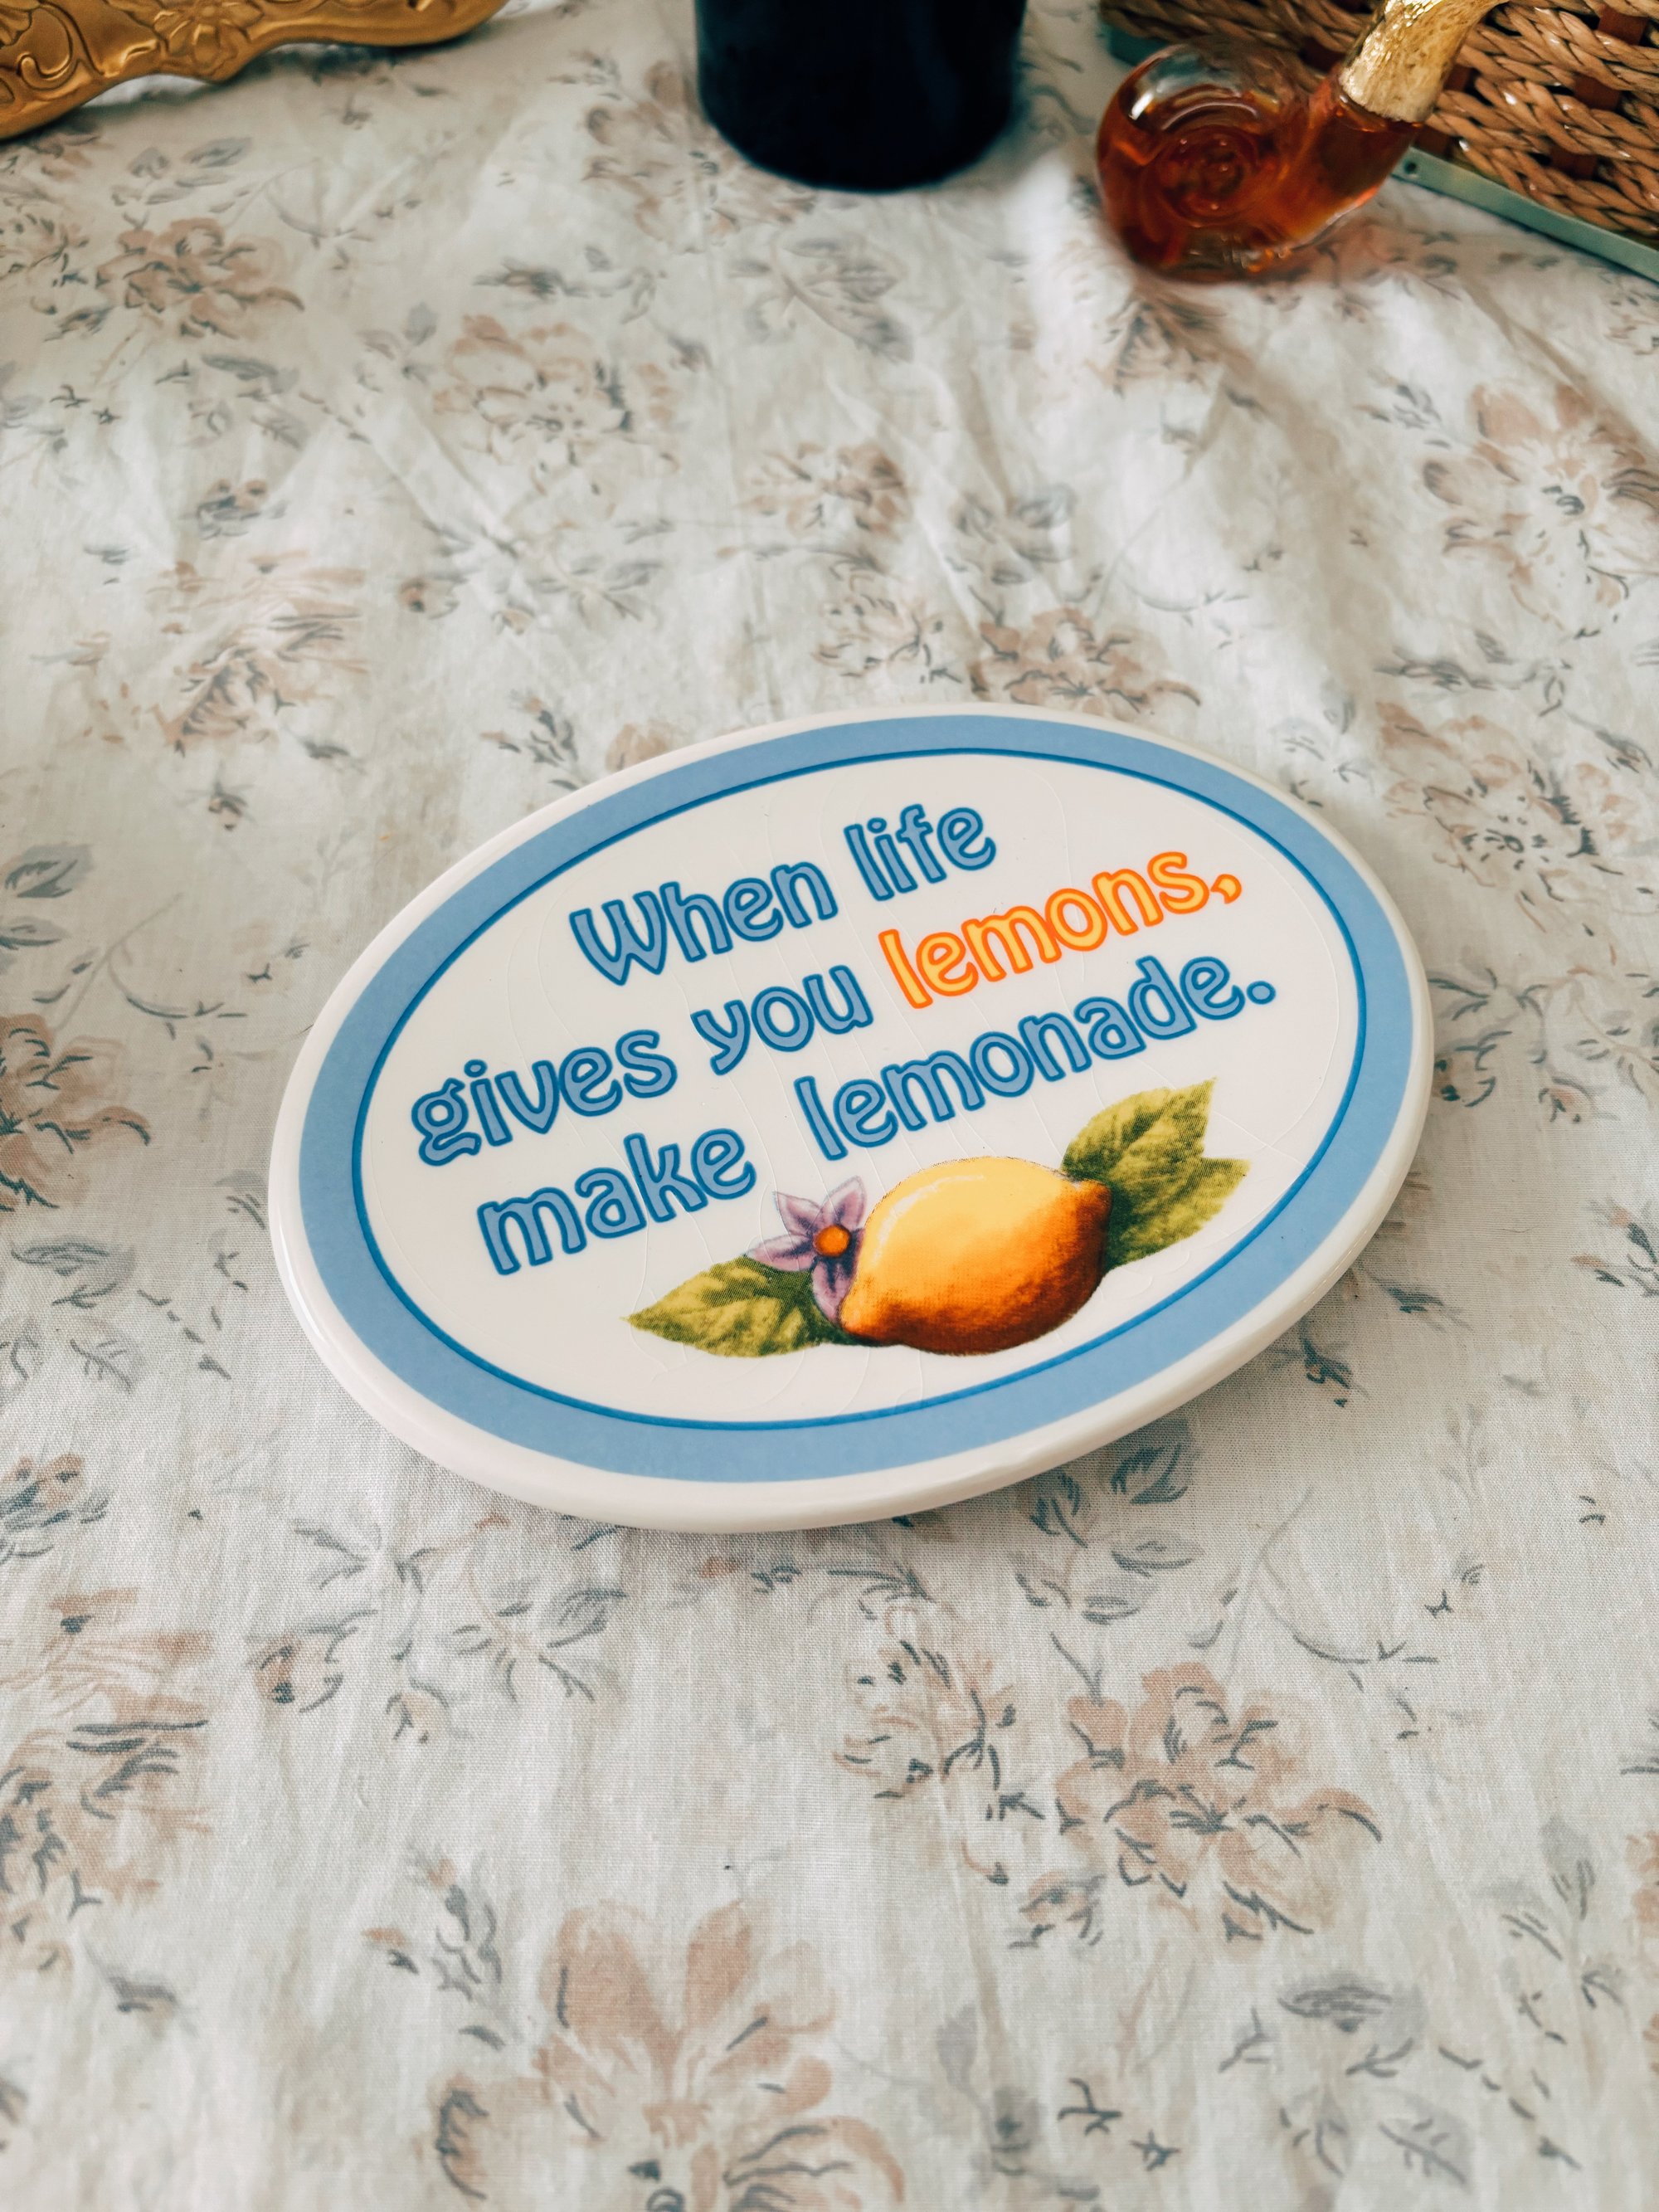 When life
gives you lemons,
make lemonade.